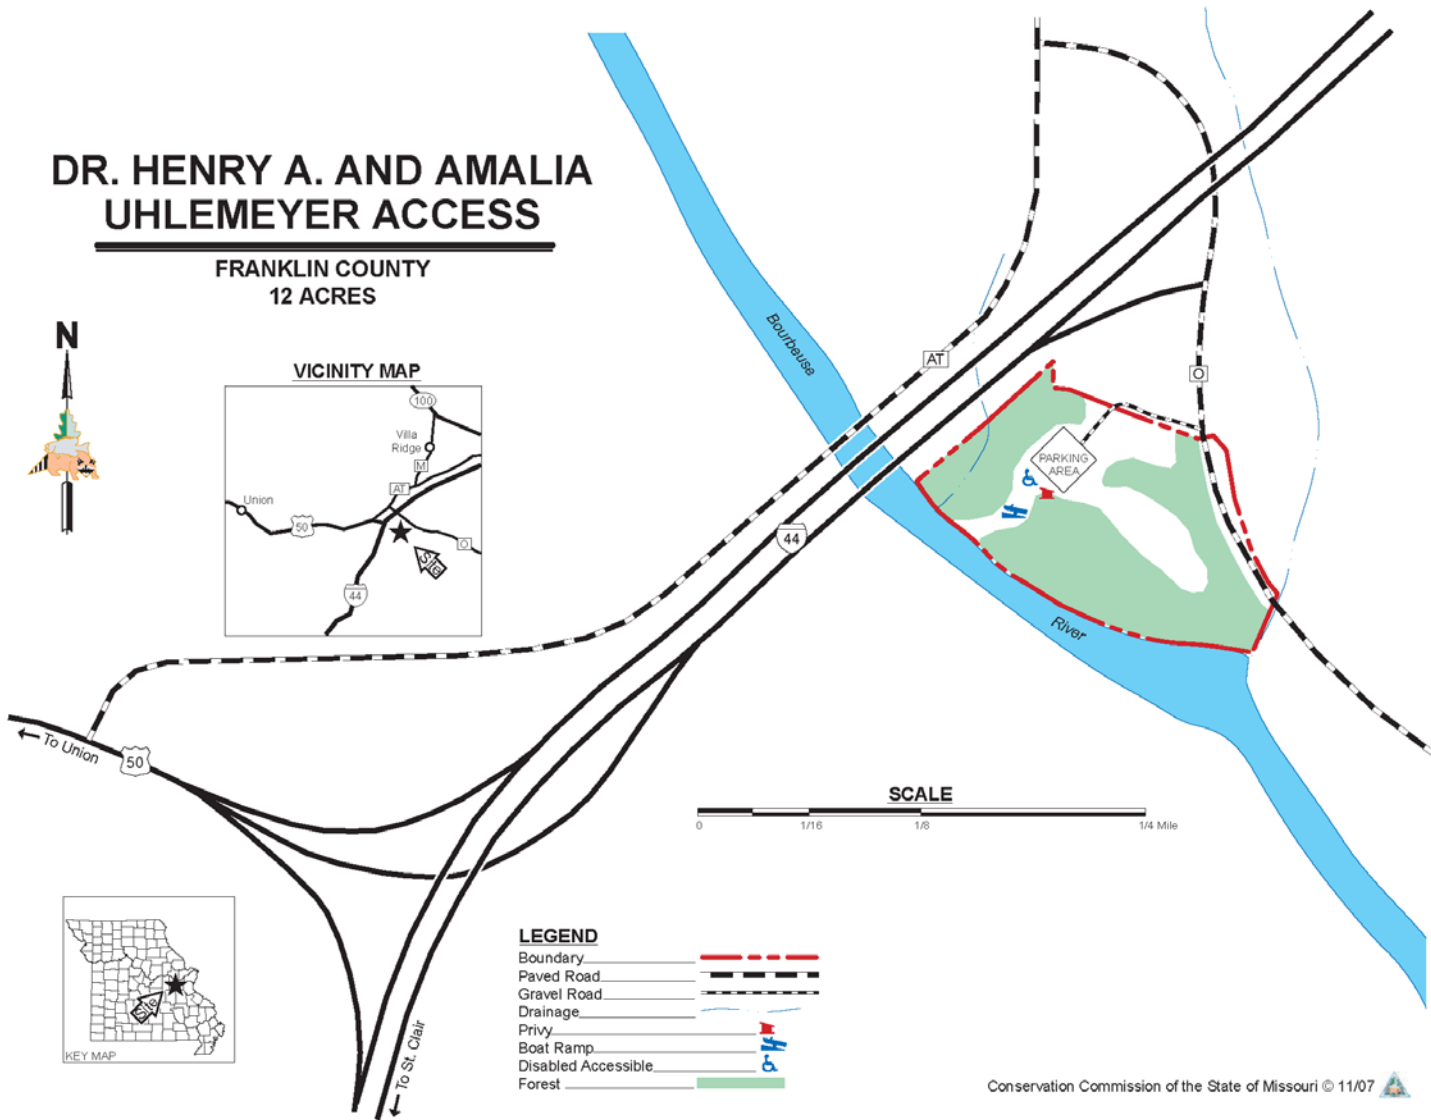 DR. HENRY A. AND AMALIA
UHLEMEYER ACCESS
FRANKLIN COUNTY
12 ACRES
N
VICINITY MAP
100
Villa
Ridge
M
AT
Union
50
O
Site
44
Bourbeuse
AT
O
PARKING
AREA
44
River
To Union
50
SCALE
0 1/16 1/8 1/4 Mile
Site
KEY MAP
To St. Clair
LEGEND
Boundary
Paved Road
Gravel Road
Drainage
Privy
Boat Ramp
Disabled Accessible
Forest
Conservation Commission of the State of Missouri © 11/07